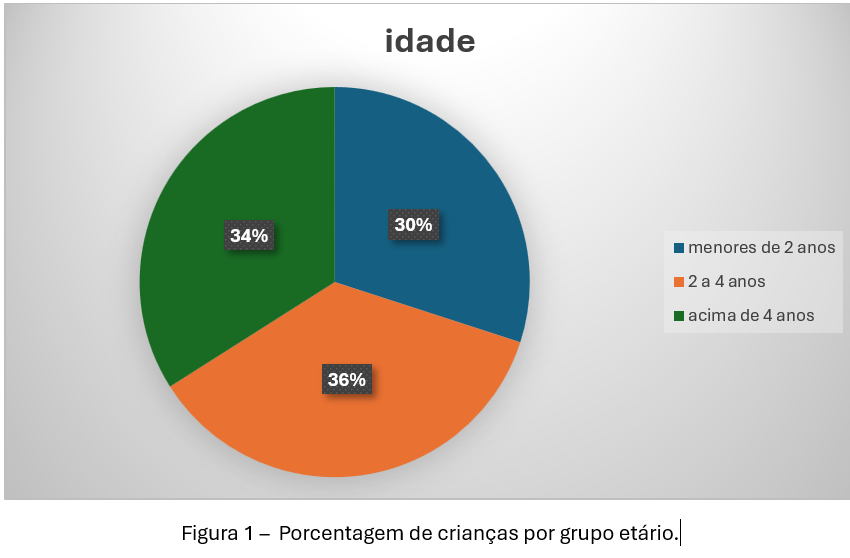 idade
34%
30%
36%
menores de 2 anos
2 a 4 anos
acima de 4 anos
Figura 1 – Porcentagem de crianças por grupo etário.